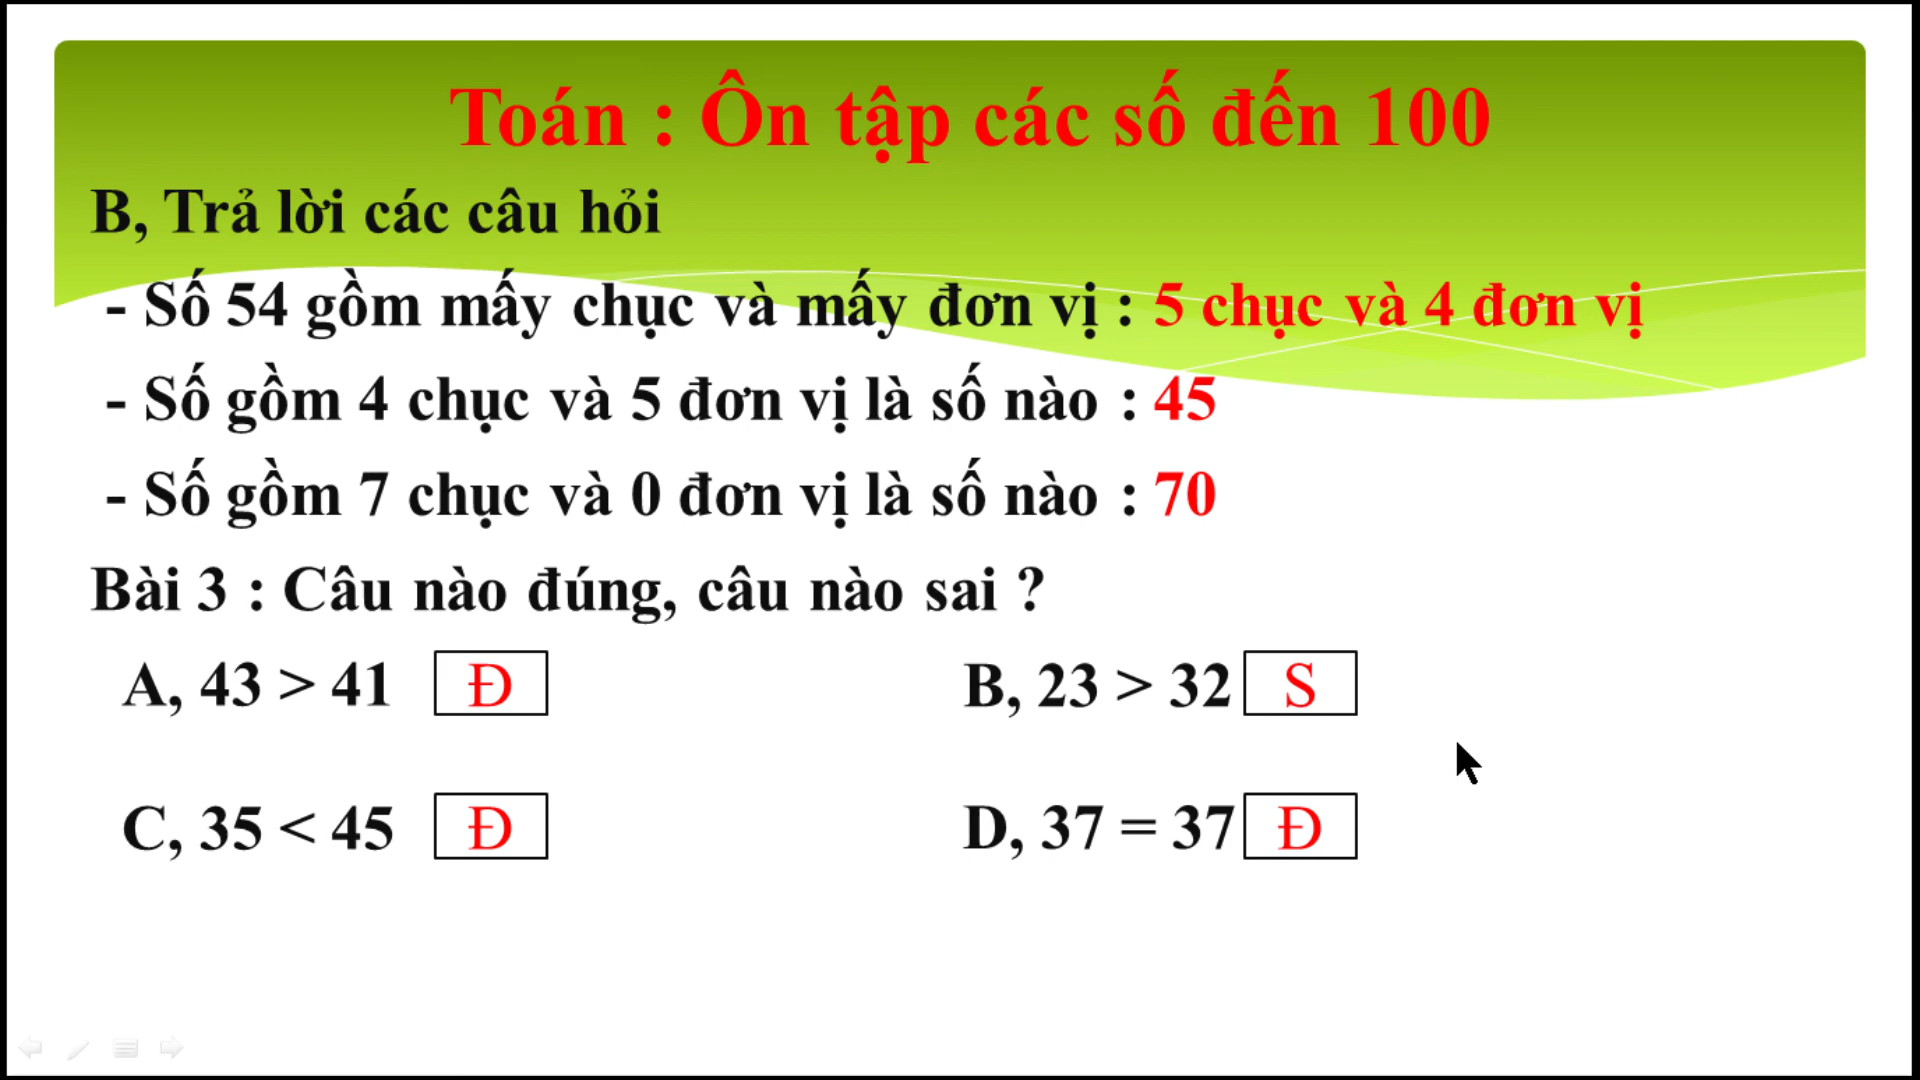 Toán : Ôn tập các số đến 100
B, Trả lời các câu hỏi
- Số 54 gồm mấy chục và mấy đơn vị : 5 chục và 4 đơn vị
- Số gồm 4 chục và 5 đơn vị là số nào : 45
- Số gồm 7 chục và 0 đơn vị là số nào : 70
Bài 3 : Câu nào đúng, câu nào sai ?
A, 43 > 41 Đ B, 23 > 32 S
C, 35 < 45 Đ D, 37 = 37 Đ